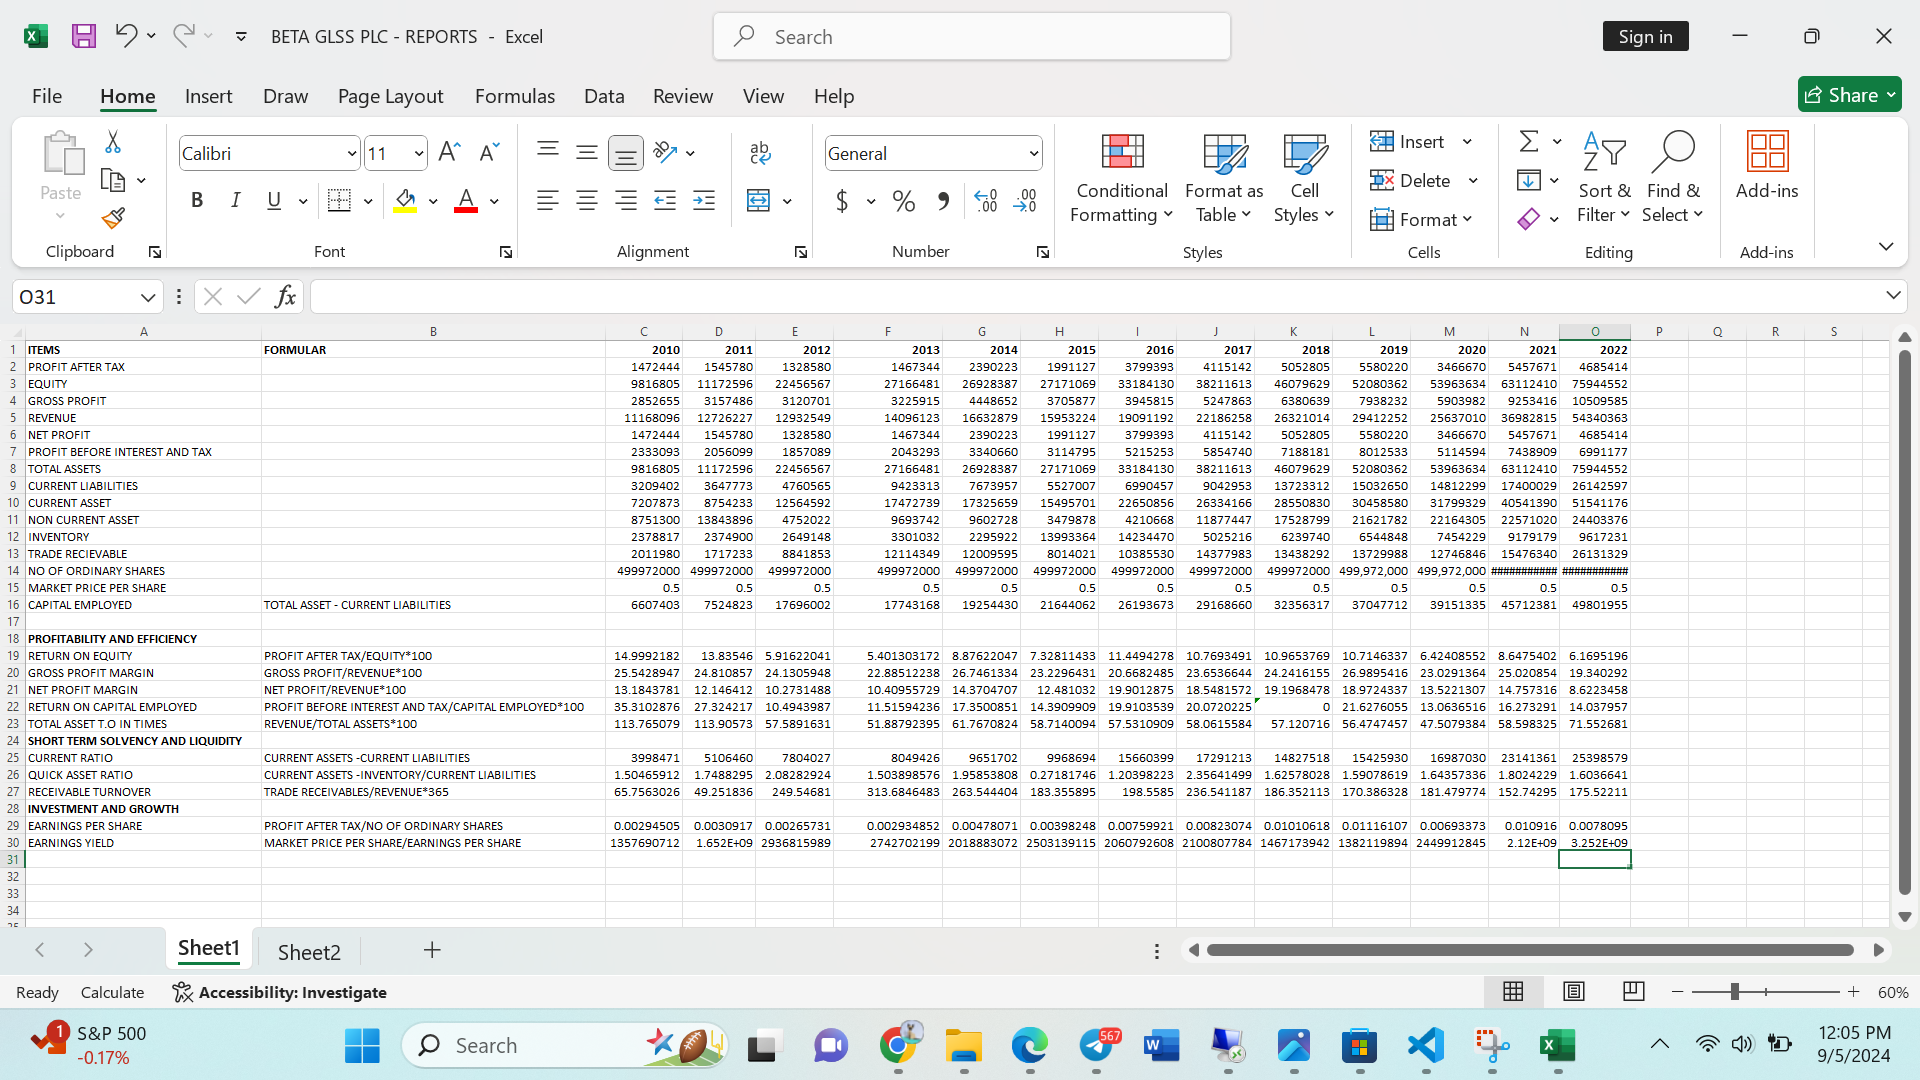 BETA GLSS PLC - REPORTS - Excel
Search
Sign in
File Home Insert Draw Page Layout Formulas Data Review View Help
Share
Paste
Calibri 11
General
Conditional Formatting
Format as Table
Cell Styles
Insert
Delete
Format
Sort & Filter
Find & Select
Add-ins
Clipboard Font Alignment Number Styles Cells Editing Add-ins
O31
A B C D E F G H I J K L M N O P Q R S
1 ITEMS FORMULAR 2010 2011 2012 2013 2014 2015 2016 2017 2018 2019 2020 2021 2022
2 PROFIT AFTER TAX 1472444 1545780 1328580 1467344 2390223 1991127 3799393 4115142 5052805 5580220 3466670 5457671 4685414
3 EQUITY 9816805 11172596 22456567 27166481 26928387 27171069 33184130 38211613 46079629 52080362 53963634 63112410 75944552
4 GROSS PROFIT 2852655 3157486 3120701 3225915 4448652 3705877 3945815 5247863 6380639 7938232 5903982 9253416 10509585
5 REVENUE 11168096 12726227 12932549 14096123 16632879 15953224 19091192 22186258 26321014 29412252 25637010 36982815 54340363
6 NET PROFIT 1472444 1545780 1328580 1467344 2390223 1991127 3799393 4115142 5052805 5580220 3466670 5457671 4685414
7 PROFIT BEFORE INTEREST AND TAX 2333093 2056099 1857089 2043293 3340660 3114795 5215253 5854740 7188181 8012533 5114594 7438909 6991177
8 TOTAL ASSETS 9816805 11172596 22456567 27166481 26928387 27171069 33184130 38211613 46079629 52080362 53963634 63112410 75944552
9 CURRENT LIABILITIES 3209402 3647773 4760565 9423313 7673957 5527007 6990457 9042953 13723312 15032650 14812299 17400029 26142597
10 CURRENT ASSET 7207873 8754233 12564592 17472739 17325659 15495701 22650856 26334166 28550830 30458580 31799329 40541390 51541176
11 NON CURRENT ASSET 8751300 13843896 4752022 9693742 9602728 3479878 4210668 11877447 17528799 21621782 22164305 22571020 24403376
12 INVENTORY 2378817 2374900 2649148 3301032 2295922 13993364 14234470 5025216 6239740 6544848 7454229 9179179 9617231
13 TRADE RECIEVABLE 2011980 1717233 8841853 12114349 12009595 8014021 10385530 14377983 13438292 13729988 12746846 15476340 26131329
14 NO OF ORDINARY SHARES 499972000 499972000 499972000 499972000 499972000 499972000 499972000 499972000 499972000 499,972,000 499,972,000 ########### ###########
15 MARKET PRICE PER SHARE 0.5 0.5 0.5 0.5 0.5 0.5 0.5 0.5 0.5 0.5 0.5 0.5 0.5
16 CAPITAL EMPLOYED TOTAL ASSET - CURRENT LIABILITIES 6607403 7524823 17696002 17743168 19254430 21644062 26193673 29168660 32356317 37047712 39151335 45712381 49801955
17
18 PROFITABILITY AND EFFICIENCY
19 RETURN ON EQUITY PROFIT AFTER TAX/EQUITY*100 14.9992182 13.83546 5.91622041 5.401303172 8.87622047 7.32811433 11.4494278 10.7693491 10.9653769 10.7146337 6.42408552 8.6475402 6.1695196
20 GROSS PROFIT MARGIN GROSS PROFIT/REVENUE*100 25.5428947 24.810857 24.1305948 22.88512238 26.7461334 23.2296431 20.6682485 23.6536644 24.2416155 26.9895416 23.0291364 25.020854 19.340292
21 NET PROFIT MARGIN NET PROFIT/REVENUE*100 13.1843781 12.146412 10.2731488 10.40955729 14.3704707 12.481032 19.9012875 18.5481572 19.1968478 18.9724337 13.5221307 14.757316 8.6223458
22 RETURN ON CAPITAL EMPLOYED PROFIT BEFORE INTEREST AND TAX/CAPITAL EMPLOYED*100 35.3102876 27.324217 10.4943987 11.51594236 17.3500851 14.3909909 19.9103539 20.0720225 0 21.6276055 13.0636516 16.273291 14.037957
23 TOTAL ASSET T.O IN TIMES REVENUE/TOTAL ASSETS*100 113.765079 113.90573 57.5891631 51.88792395 61.7670824 58.7140094 57.5310909 58.0615584 57.120716 56.4747457 47.5079384 58.598325 71.552681
24 SHORT TERM SOLVENCY AND LIQUIDITY
25 CURRENT RATIO CURRENT ASSETS -CURRENT LIABILITIES 3998471 5106460 7804027 8049426 9651702 9968694 15660399 17291213 14827518 15425930 16987030 23141361 25398579
26 QUICK ASSET RATIO CURRENT ASSETS -INVENTORY/CURRENT LIABILITIES 1.50465912 1.7488295 2.08282924 1.503898576 1.95853808 0.27181746 1.20398223 2.35641499 1.62578028 1.59078619 1.64357336 1.8024229 1.6036641
27 RECEIVABLE TURNOVER TRADE RECEIVABLES/REVENUE*365 65.7563026 49.251836 249.54681 313.6846483 263.544404 183.355895 198.5585 236.541187 186.352113 170.386328 181.479774 152.74295 175.52211
28 INVESTMENT AND GROWTH
29 EARNINGS PER SHARE PROFIT AFTER TAX/NO OF ORDINARY SHARES 0.00294505 0.0030917 0.00265731 0.002934852 0.00478071 0.00398248 0.00759921 0.00823074 0.01010618 0.01116107 0.00693373 0.010916 0.0078095
30 EARNINGS YIELD MARKET PRICE PER SHARE/EARNINGS PER SHARE 1357690712 1.652E+09 2936815989 2742702199 2018883072 2503139115 2060792608 2100807784 1467173942 1382119894 2449912845 2.12E+09 3.252E+09
31
32
33
34
Sheet1 Sheet2
Ready Calculate Accessibility: Investigate
60%
1 S&P 500
-0.17%
Search
567
12:05 PM
9/5/2024